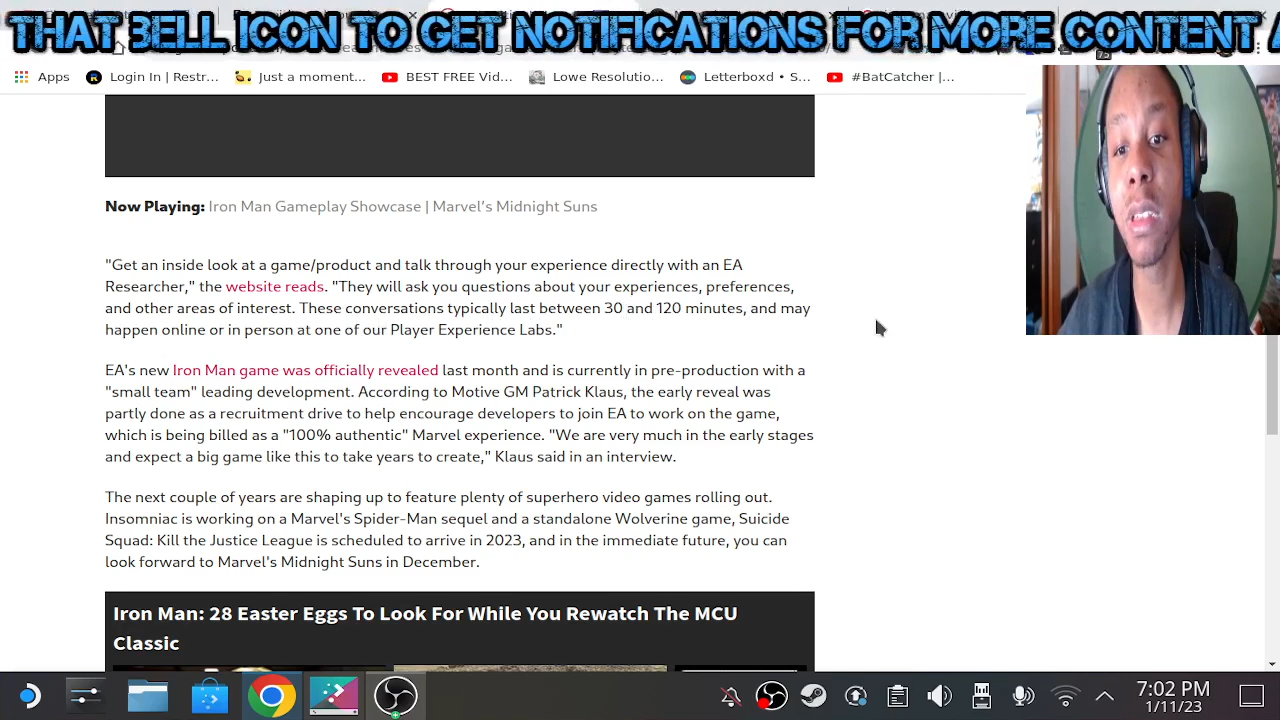 THAT BELL ICON TO GET NOTIFICATIONS FOR MORE CONTENT A
Apps
Login In | Restr...
Just a moment...
BEST FREE Vid...
Lowe Resolutio...
Letterboxd • S...
#BatCatcher |...
Now Playing: Iron Man Gameplay Showcase | Marvel's Midnight Suns
"Get an inside look at a game/product and talk through your experience directly with an EA
Researcher," the website reads. "They will ask you questions about your experiences, preferences,
and other areas of interest. These conversations typically last between 30 and 120 minutes, and may
happen online or in person at one of our Player Experience Labs."
EA's new Iron Man game was officially revealed last month and is currently in pre-production with a
"small team" leading development. According to Motive GM Patrick Klaus, the early reveal was
partly done as a recruitment drive to help encourage developers to join EA to work on the game,
which is being billed as a "100% authentic" Marvel experience. "We are very much in the early stages
and expect a big game like this to take years to create," Klaus said in an interview.
The next couple of years are shaping up to feature plenty of superhero video games rolling out.
Insomniac is working on a Marvel's Spider-Man sequel and a standalone Wolverine game, Suicide
Squad: Kill the Justice League is scheduled to arrive in 2023, and in the immediate future, you can
look forward to Marvel's Midnight Suns in December.
Iron Man: 28 Easter Eggs To Look For While You Rewatch The MCU
Classic
7:02 PM
1/11/23